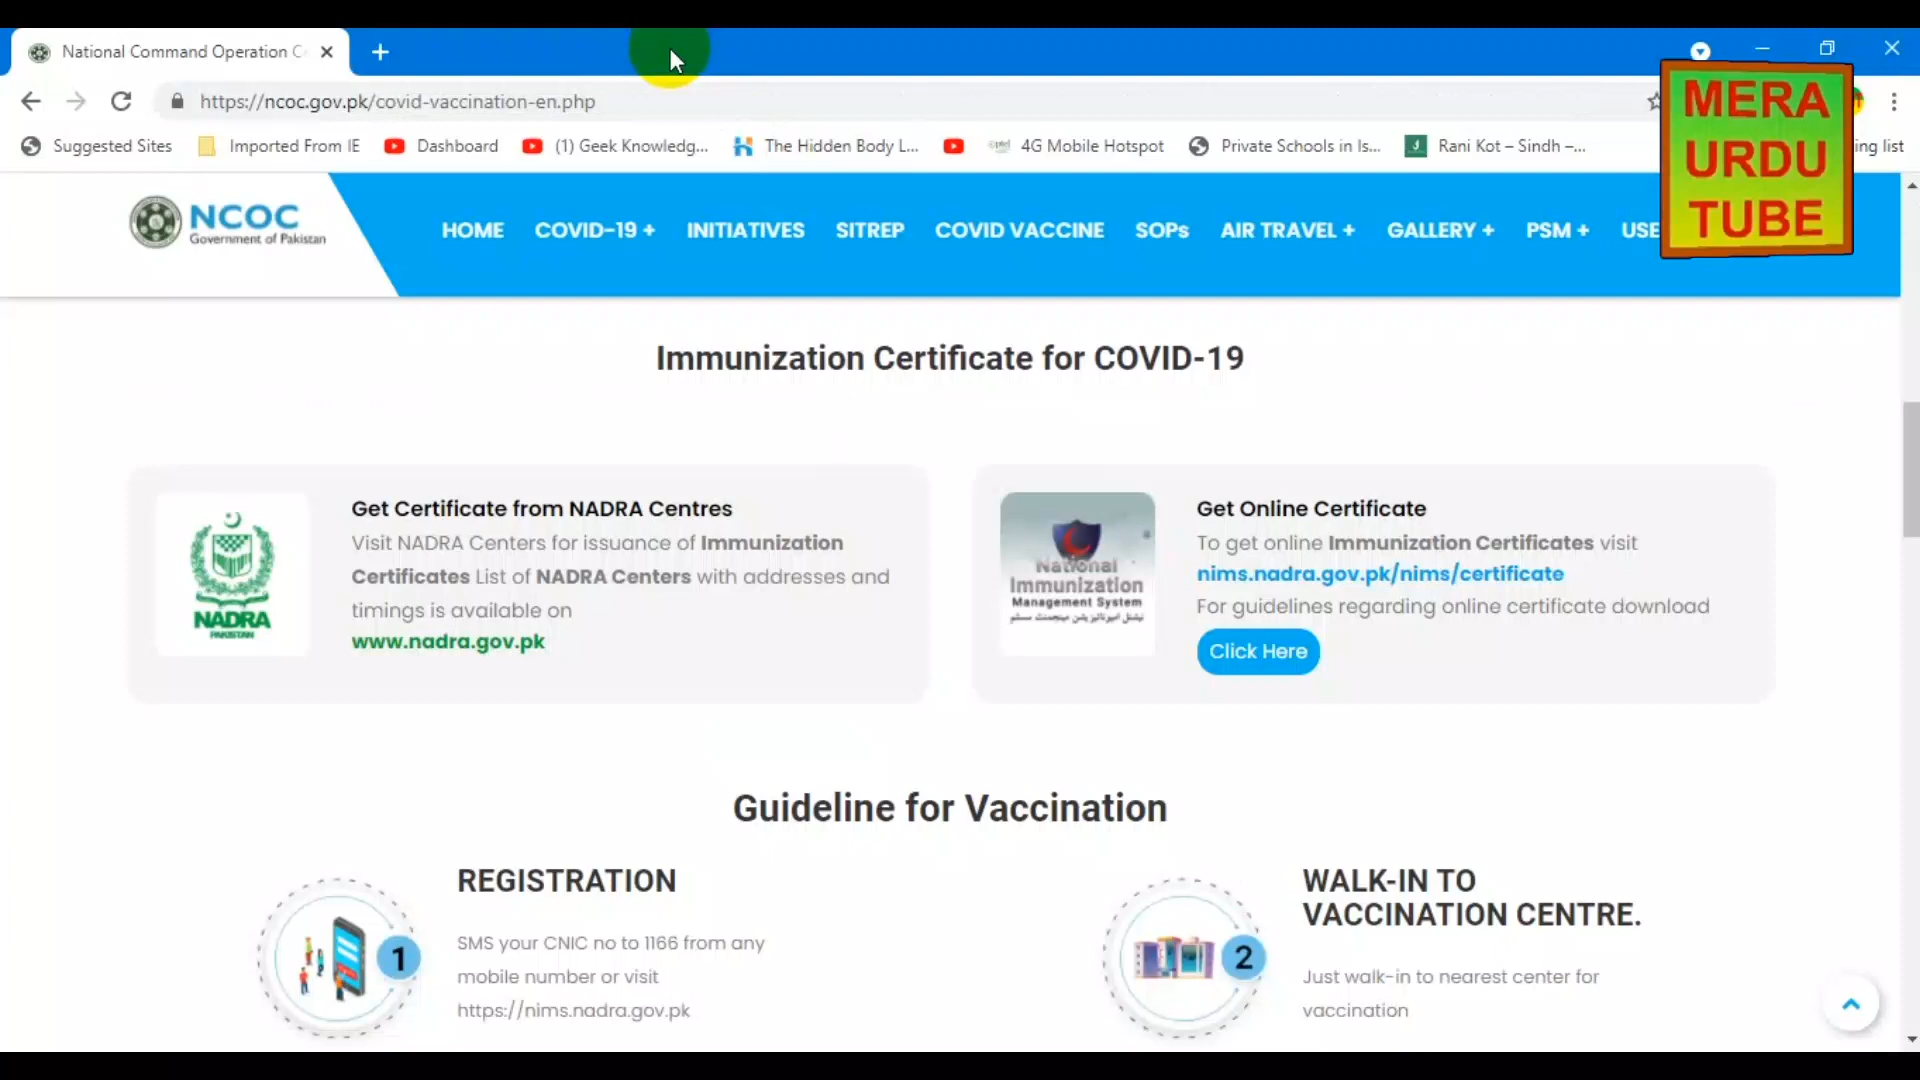 National Command Operation C
https://ncoc.gov.pk/covid-vaccination-en.php
Suggested Sites
Imported From IE
Dashboard
(1) Geek Knowledg...
The Hidden Body L...
4G Mobile Hotspot
Private Schools in Is...
Rani Kot – Sindh –...
ing list
MERA
URDU
TUBE
NCOC
Government of Pakistan
HOME
COVID-19 +
INITIATIVES
SITREP
COVID VACCINE
SOPs
AIR TRAVEL +
GALLERY +
PSM +
USE
Immunization Certificate for COVID-19
NADRA
PAKISTAN
Get Certificate from NADRA Centres
Visit NADRA Centers for issuance of Immunization
Certificates List of NADRA Centers with addresses and
timings is available on
www.nadra.gov.pk
National
Immunization
Management System
نیشنل امیونائزیشن مینجمنٹ سسٹم
Get Online Certificate
To get online Immunization Certificates visit
nims.nadra.gov.pk/nims/certificate
For guidelines regarding online certificate download
Click Here
Guideline for Vaccination
1
REGISTRATION
SMS your CNIC no to 1166 from any
mobile number or visit
https://nims.nadra.gov.pk
2
WALK-IN TO
VACCINATION CENTRE.
Just walk-in to nearest center for
vaccination